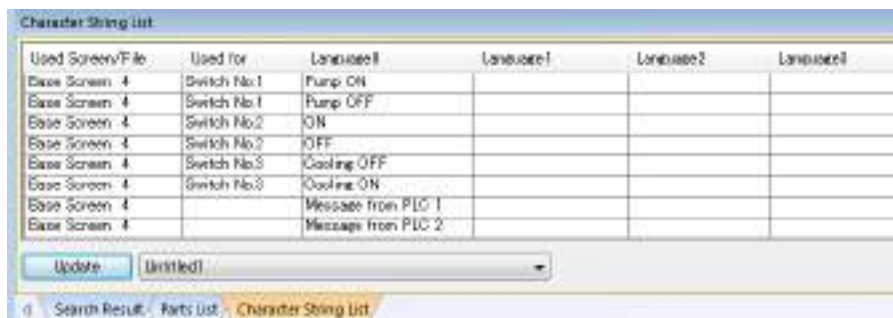 Character String List
Used Screen/File Used for Language0 Language1 Language2 Language3
Base Screen 4 Switch No.1 Pump ON
Base Screen 4 Switch No.1 Pump OFF
Base Screen 4 Switch No.2 ON
Base Screen 4 Switch No.2 OFF
Base Screen 4 Switch No.3 Cooling OFF
Base Screen 4 Switch No.3 Cooling ON
Base Screen 4 Message from PLC 1
Base Screen 4 Message from PLC 2
Update Untitled1
d Search Result Parts List Character String List